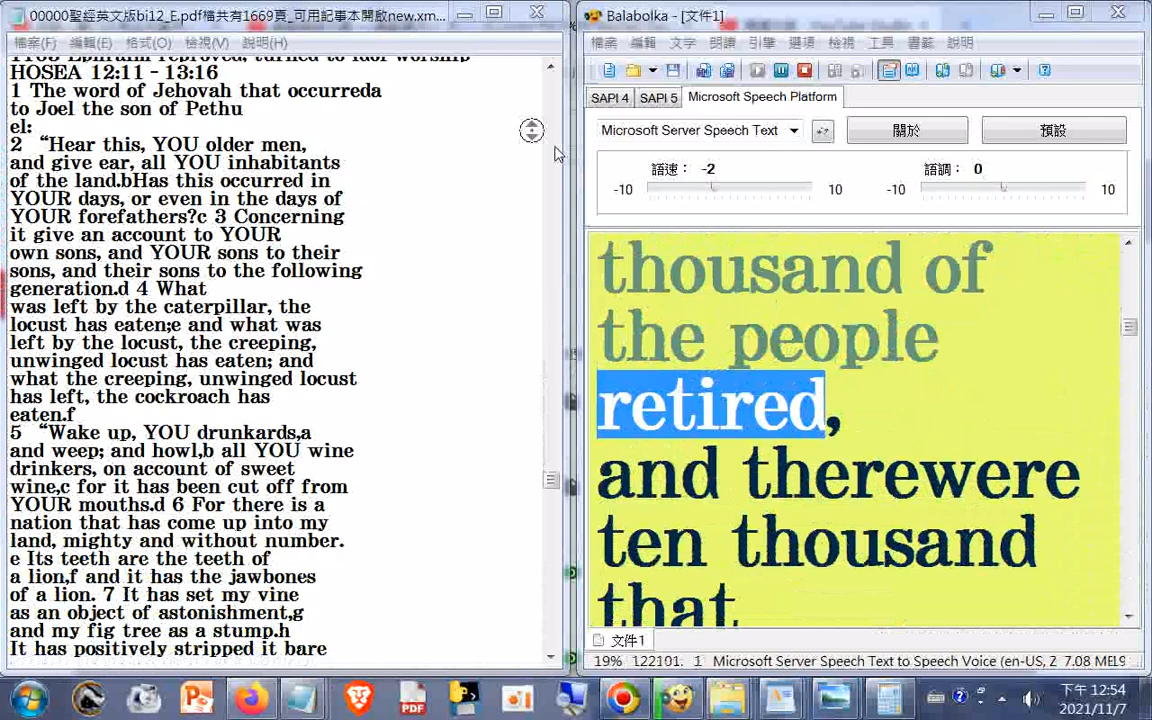 00000聖經英文版bi12_E.pdf檔共有1669頁_可用記事本開啟new.xm...
檔案(F) 編輯(E) 格式(O) 檢視(V) 說明(H)
HOSEA 12:11 – 13:16
1 The word of Jehovah that occurreda
to Joel the son of Pethu
el:
2 “Hear this, YOU older men,
and give ear, all YOU inhabitants
of the land.bHas this occurred in
YOUR days, or even in the days of
YOUR forefathers?c 3 Concerning
it give an account to YOUR
own sons, and YOUR sons to their
sons, and their sons to the following
generation.d 4 What
was left by the caterpillar, the
locust has eaten;e and what was
left by the locust, the creeping,
unwinged locust has eaten; and
what the creeping, unwinged locust
has left, the cockroach has
eaten.f
5 “Wake up, YOU drunkards,a
and weep; and howl,b all YOU wine
drinkers, on account of sweet
wine,c for it has been cut off from
YOUR mouths.d 6 For there is a
nation that has come up into my
land, mighty and without number.
e Its teeth are the teeth of
a lion,f and it has the jawbones
of a lion. 7 It has set my vine
as an object of astonishment,g
and my fig tree as a stump.h
It has positively stripped it bare
Balabolka - [文件1]
檔案 編輯 文字 朗讀 引擎 選項 檢視 工具 書籤 說明
SAPI 4 SAPI 5 Microsoft Speech Platform
Microsoft Server Speech Text 關於 預設
語速： -2 語調： 0
-10 10 -10 10
thousand of
the people
retired,
and therewere
ten thousand
that
文件1
19% 122101. 1 Microsoft Server Speech Text to Speech Voice (en-US, 2 7.08 ME19
PDF
下午 12:54
2021/11/7